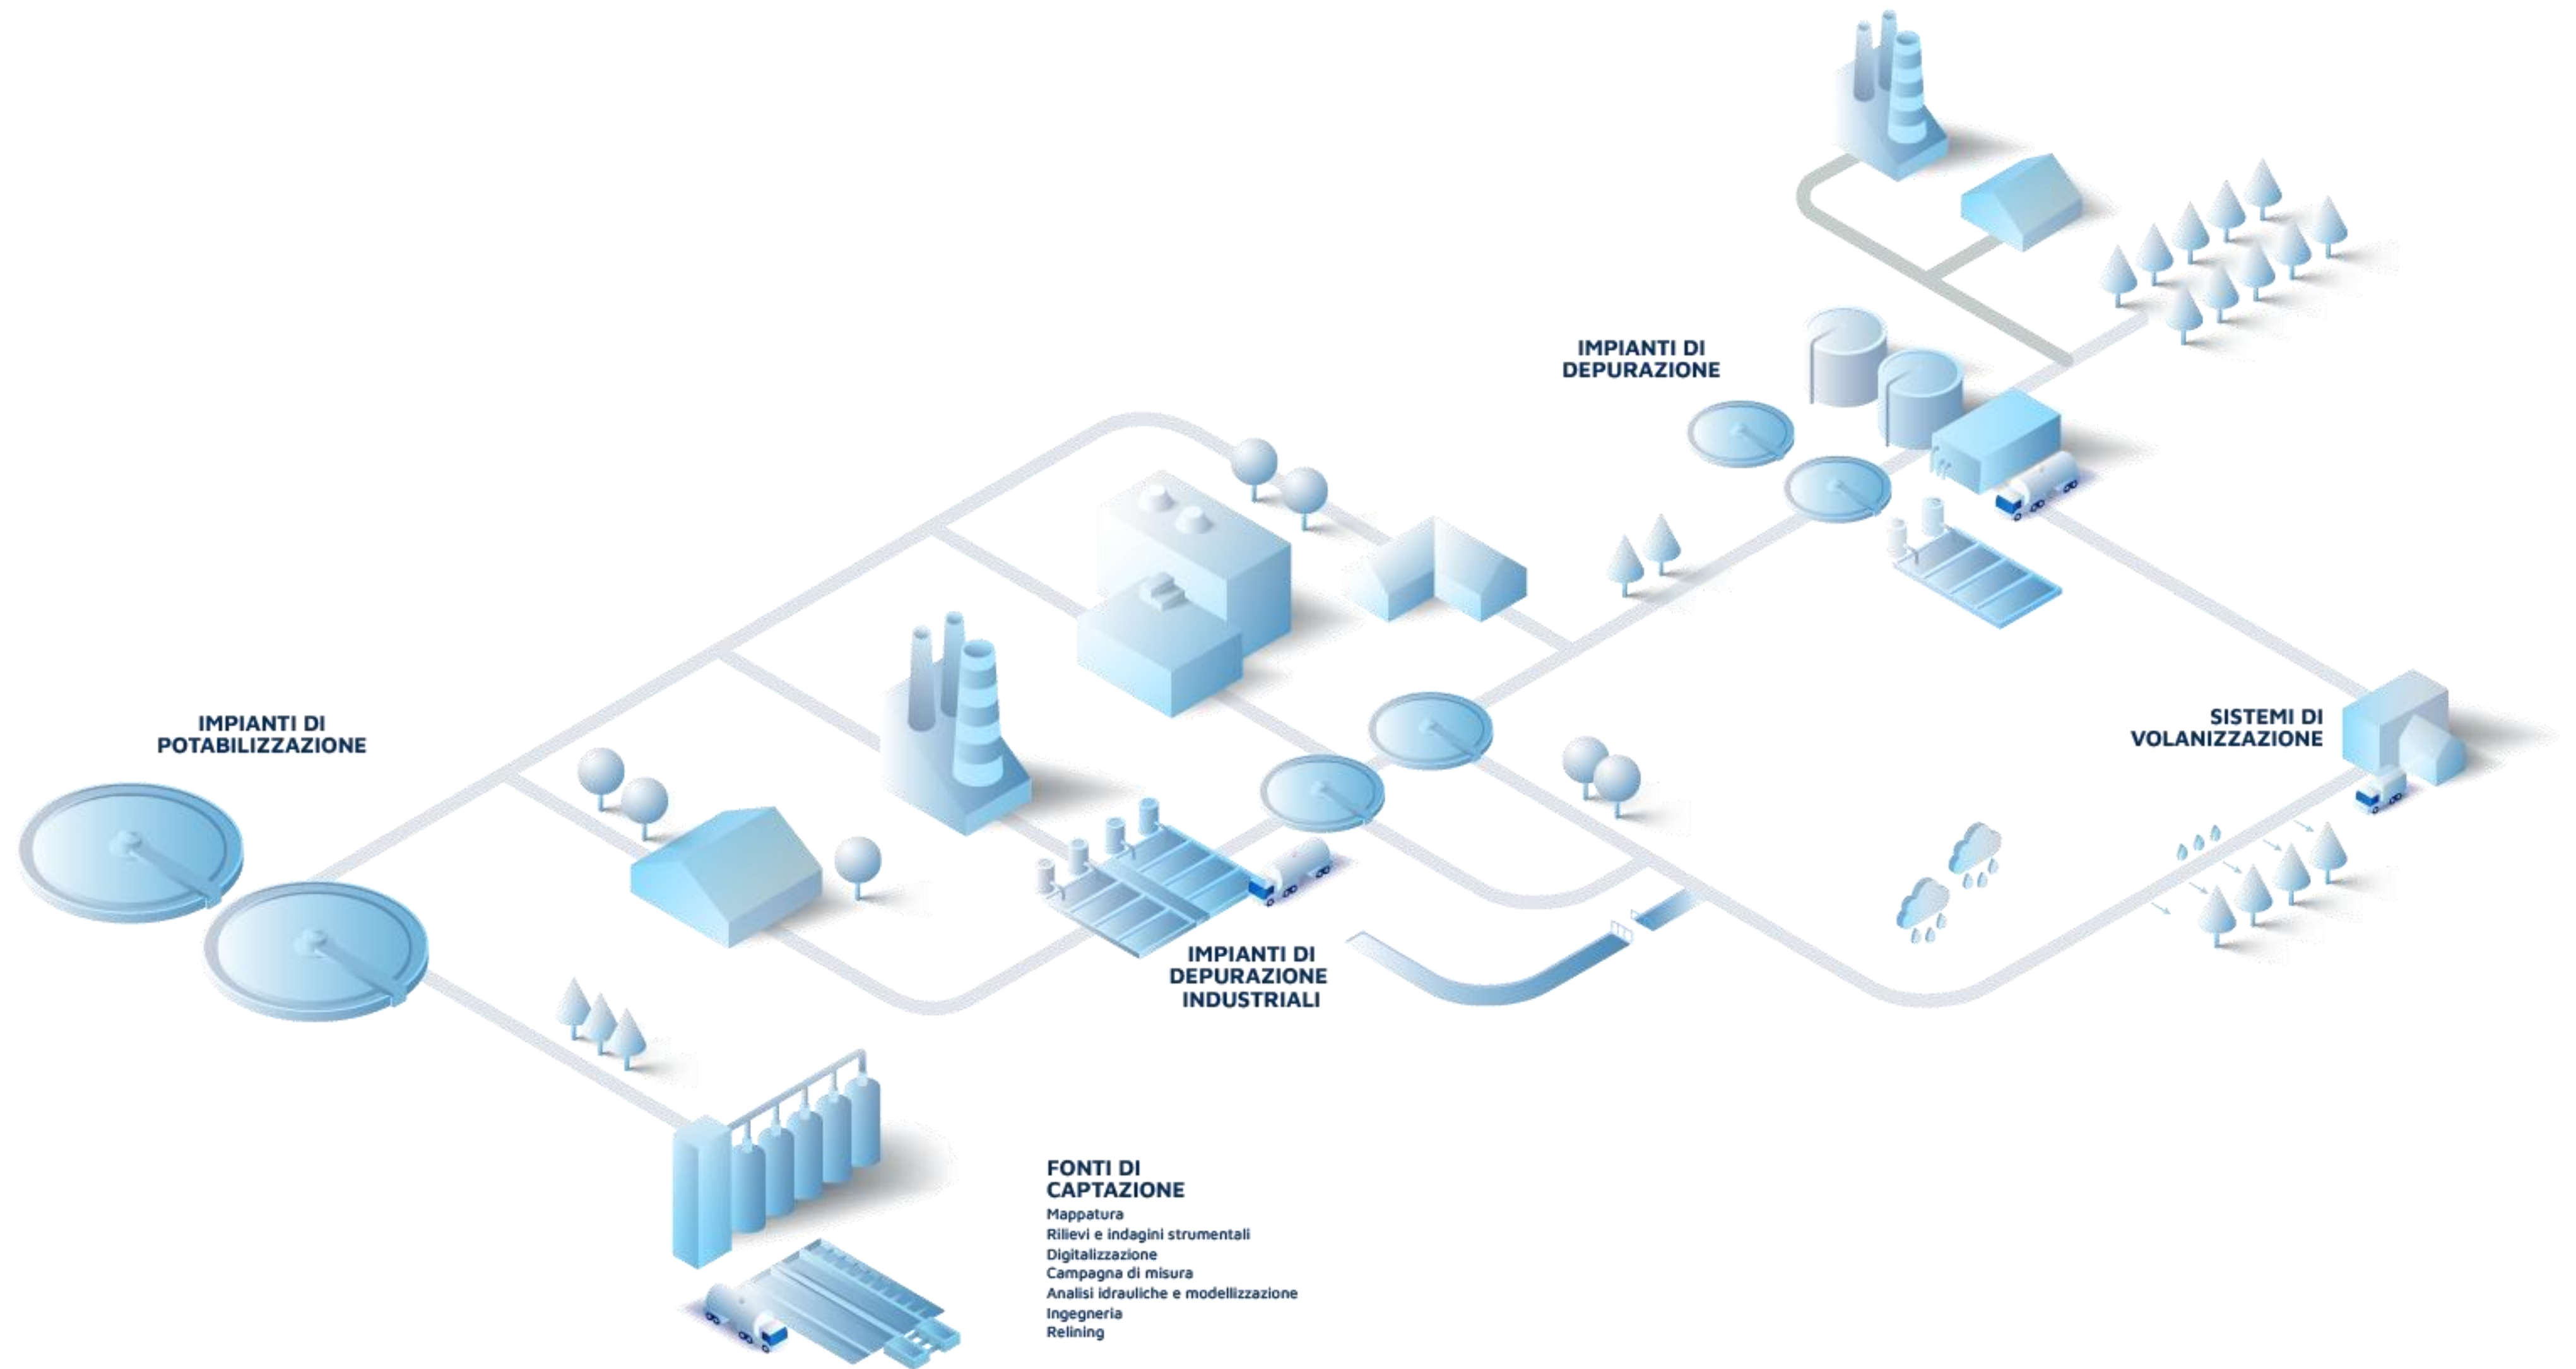 IMPIANTI DI
DEPURAZIONE
IMPIANTI DI
POTABILIZZAZIONE
SISTEMI DI
VOLANIZZAZIONE
IMPIANTI DI
DEPURAZIONE
INDUSTRIALI
FONTI DI
CAPTAZIONE
Mappatura
Rilievi e indagini strumentali
Digitalizzazione
Campagna di misura
Analisi idrauliche e modellizzazione
Ingegneria
Relining